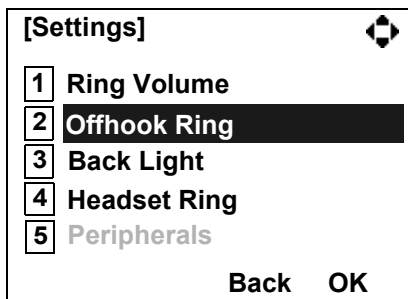 [Settings]
1 Ring Volume
2 Offhook Ring
3 Back Light
4 Headset Ring
5 Peripherals
Back OK